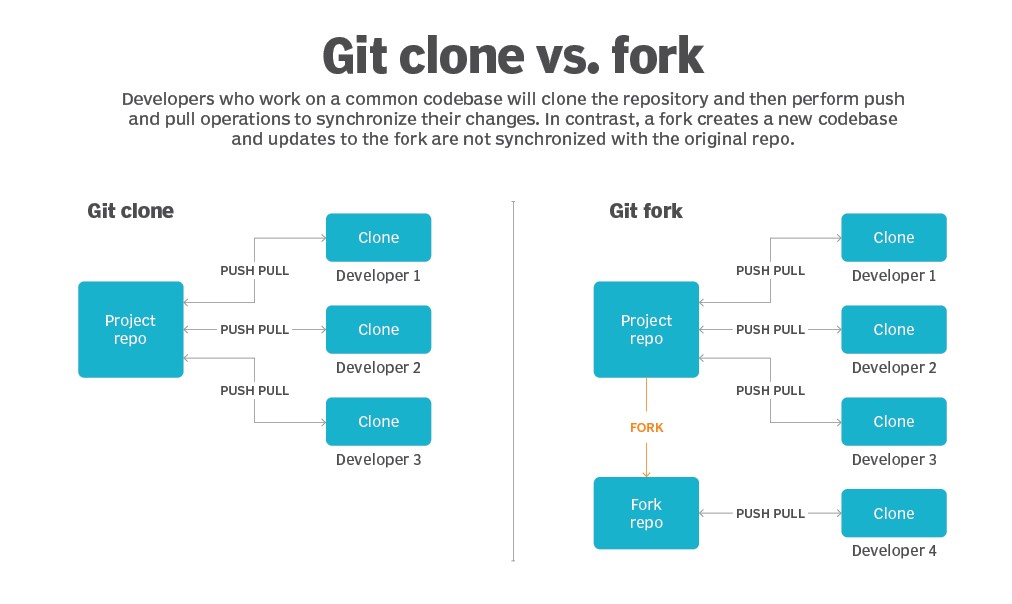 Git clone vs. fork
Developers who work on a common codebase will clone the repository and then perform push
and pull operations to synchronize their changes. In contrast, a fork creates a new codebase
and updates to the fork are not synchronized with the original repo.
Git clone
Clone
Developer 1
PUSH PULL
Project
repo
PUSH PULL
Clone
Developer 2
PUSH PULL
Clone
Developer 3
Git fork
Clone
Developer 1
PUSH PULL
Project
repo
PUSH PULL
Clone
Developer 2
PUSH PULL
Clone
Developer 3
FORK
Fork
repo
PUSH PULL
Clone
Developer 4